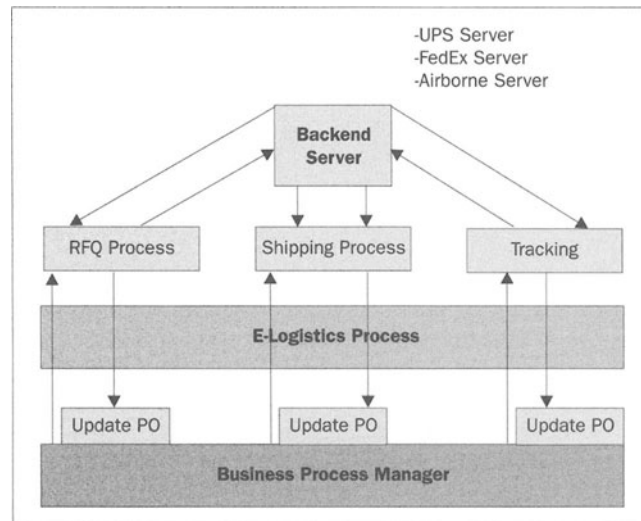 -UPS Server
-FedEx Server
-Airborne Server
Backend
Server
RFQ Process
Shipping Process
Tracking
E-Logistics Process
Update PO
Update PO
Update PO
Business Process Manager